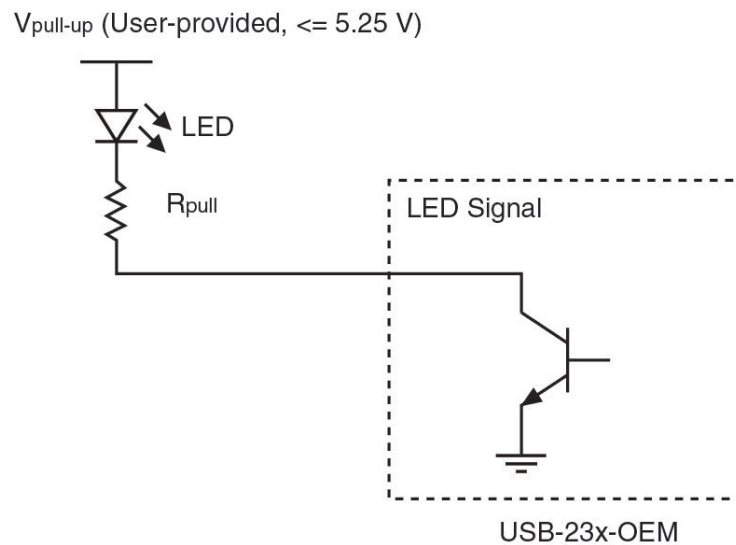 Vpull-up (User-provided, <= 5.25 V)
LED
Rpull
LED Signal
USB-23x-OEM